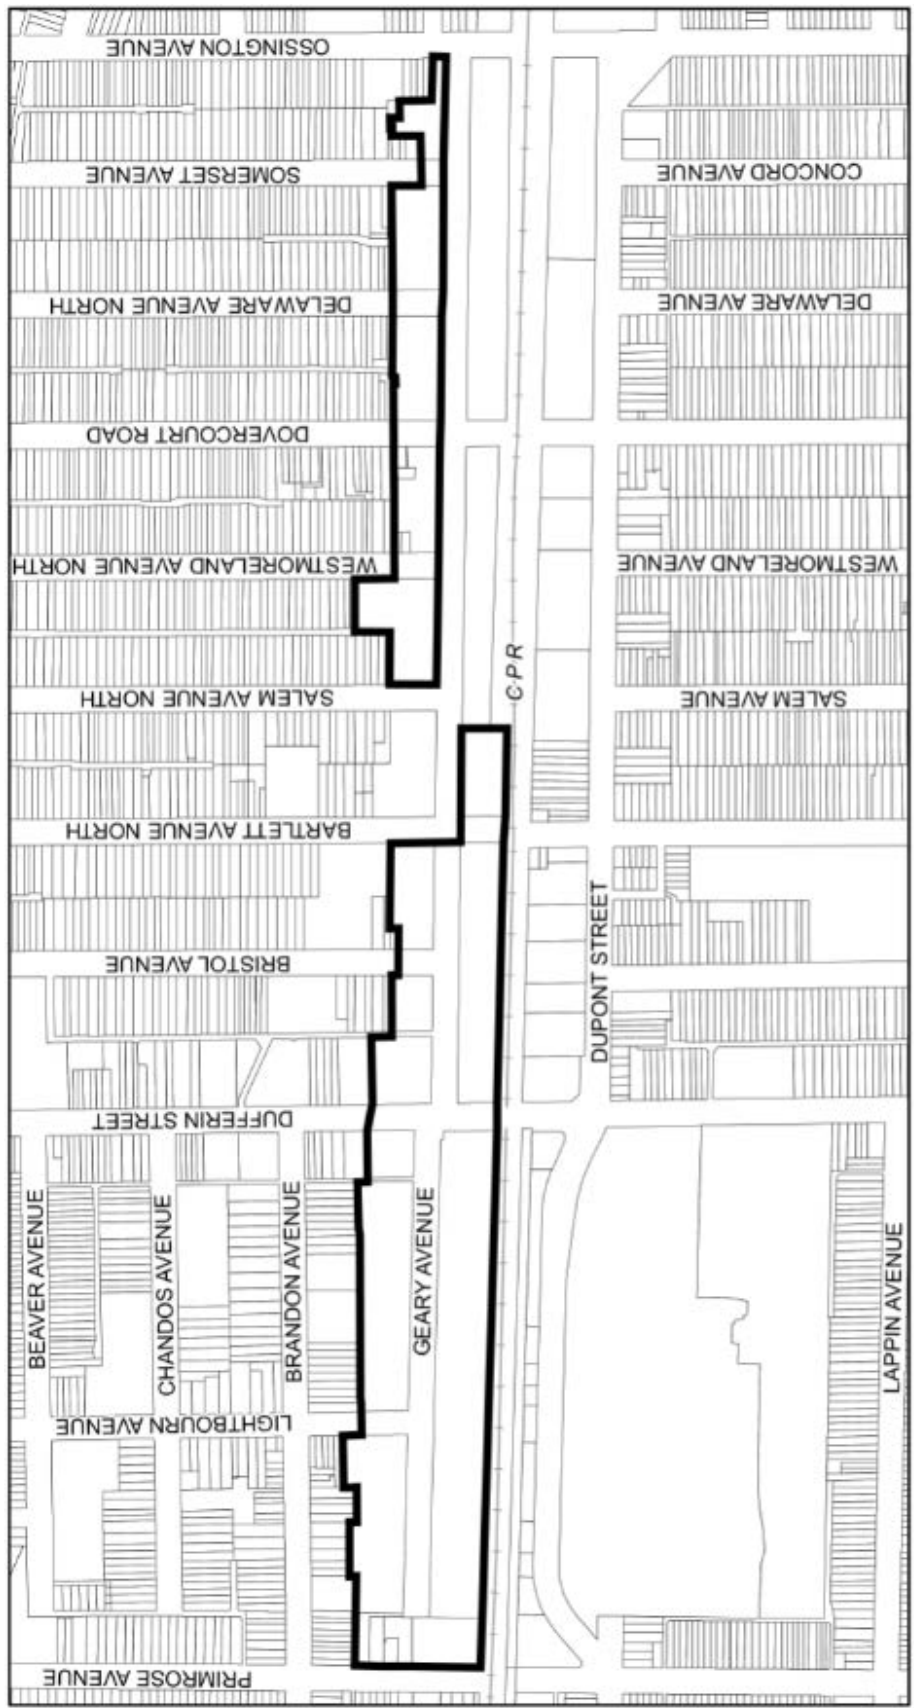 OSSINGTON AVENUE
SOMERSET AVENUE
CONCORD AVENUE
DELAWARE AVENUE NORTH
DELAWARE AVENUE
DOVERCOURT ROAD
WESTMORELAND AVENUE NORTH
WESTMORELAND AVENUE
CPR
SALEM AVENUE NORTH
SALEM AVENUE
BARTLETT AVENUE NORTH
DUPONT STREET
BRISTOL AVENUE
DUFFERIN STREET
BEAVER AVENUE
CHANDOS AVENUE
BRANDON AVENUE
GEARY AVENUE
LAPPIN AVENUE
LIGHTBOURN AVENUE
PRIMROSE AVENUE